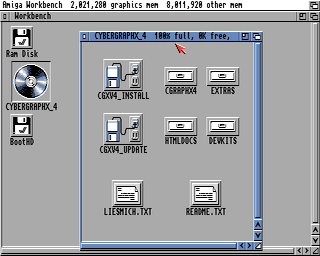 Amiga Workbench 2,021,280 graphics mem 8,011,920 other mem
Workbench
Ram Disk
CYBERGRAPHX_4
BootHD
CYBERGRAPHX_4 100% full, 0K free,
CGXV4_INSTALL CGRAPHX4 EXTRAS
CGXV4_UPDATE HTMLDOCS DEVKITS
LIESMICH.TXT README.TXT